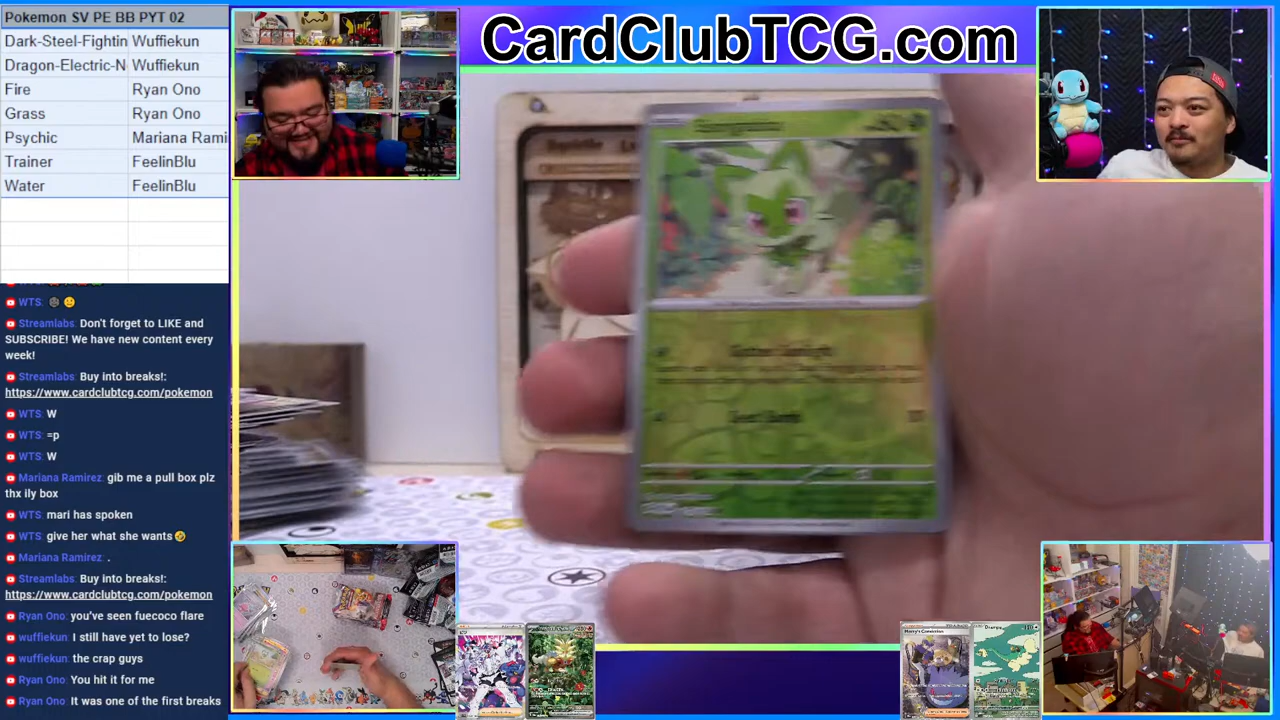 Pokemon SV PE BB PYT 02
Dark-Steel-Fightin Wuffiekun
Dragon-Electric-N Wuffiekun
Fire Ryan Ono
Grass Ryan Ono
Psychic Mariana Rami
Trainer FeelinBlu
Water FeelinBlu
CardClubTCG.com
WTS:
Streamlabs: Don't forget to LIKE and
SUBSCRIBE! We have new content every
week!
Streamlabs: Buy into breaks!:
https://www.cardclubtcg.com/pokemon
WTS: W
WTS: =p
WTS: W
Mariana Ramirez: gib me a pull box plz
thx ily box
WTS: mari has spoken
WTS: give her what she wants🤣
Mariana Ramirez: .
Streamlabs: Buy into breaks!:
https://www.cardclubtcg.com/pokemon
Ryan Ono: you've seen fuecoco flare
wuffiekun: I still have yet to lose?
wuffiekun: the crap guys
Ryan Ono: You hit it for me
Ryan Ono: It was one of the first breaks
Seed Bomb